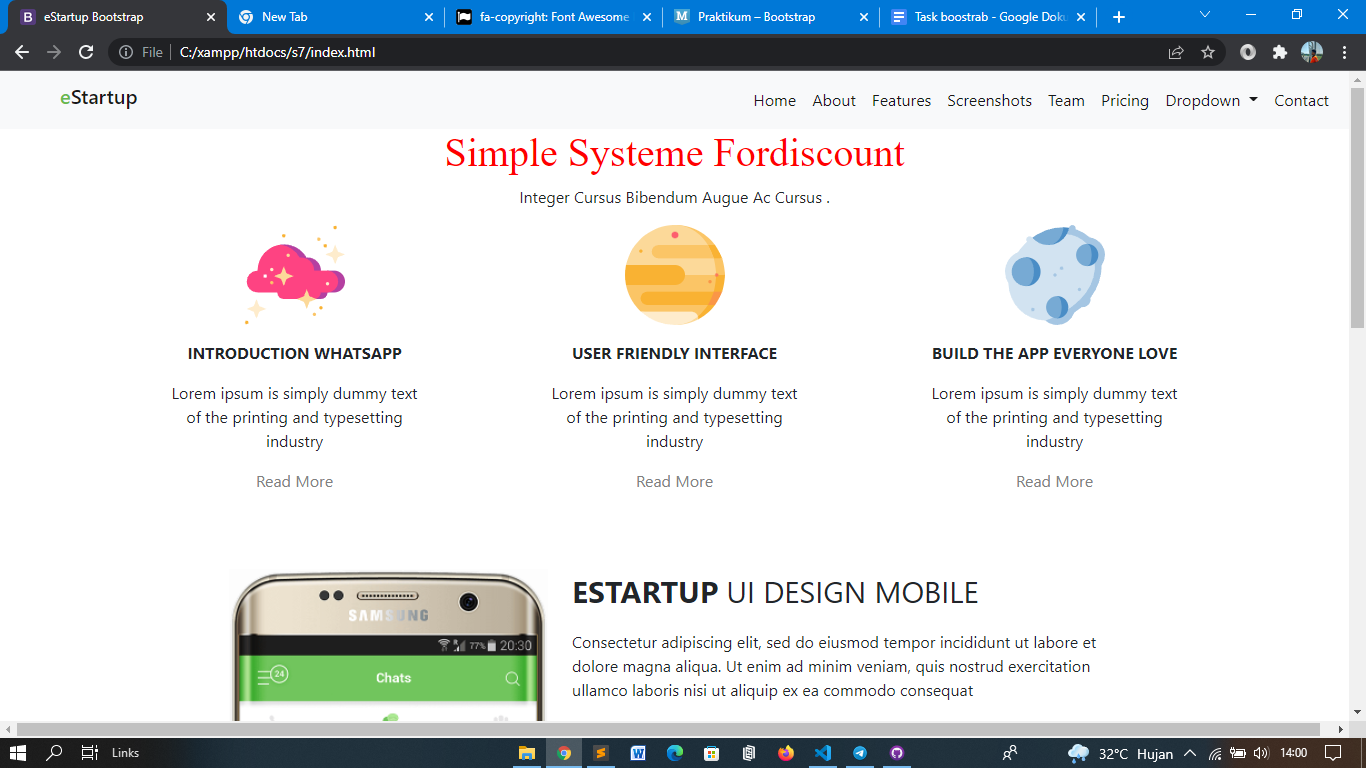 eStartup Bootstrap
New Tab
fa-copyright: Font Awesome
Praktikum – Bootstrap
Task boostrab - Google Doku
File
C:/xampp/htdocs/s7/index.html
eStartup
Home About Features Screenshots Team Pricing Dropdown Contact
Simple Systeme Fordiscount
Integer Cursus Bibendum Augue Ac Cursus .
INTRODUCTION WHATSAPP
Lorem ipsum is simply dummy text
of the printing and typesetting
industry
Read More
USER FRIENDLY INTERFACE
Lorem ipsum is simply dummy text
of the printing and typesetting
industry
Read More
BUILD THE APP EVERYONE LOVE
Lorem ipsum is simply dummy text
of the printing and typesetting
industry
Read More
SAMSUNG
77% 20:30
24
Chats
ESTARTUP UI DESIGN MOBILE
Consectetur adipiscing elit, sed do eiusmod tempor incididunt ut labore et
dolore magna aliqua. Ut enim ad minim veniam, quis nostrud exercitation
ullamco laboris nisi ut aliquip ex ea commodo consequat
Links
32°C Hujan
14:00